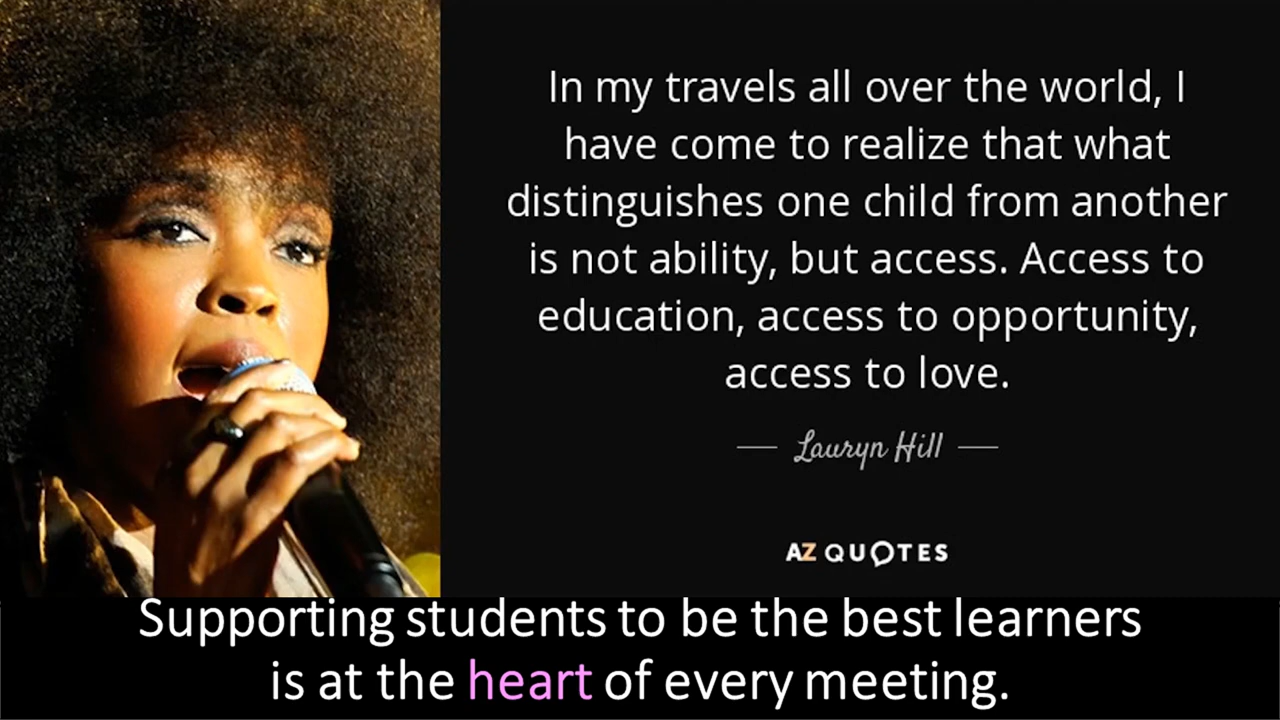 In my travels all over the world, I
have come to realize that what
distinguishes one child from another
is not ability, but access. Access to
education, access to opportunity,
access to love.
Lauryn Hill
AZ QUOTES
Supporting students to be the best learners
is at the heart of every meeting.